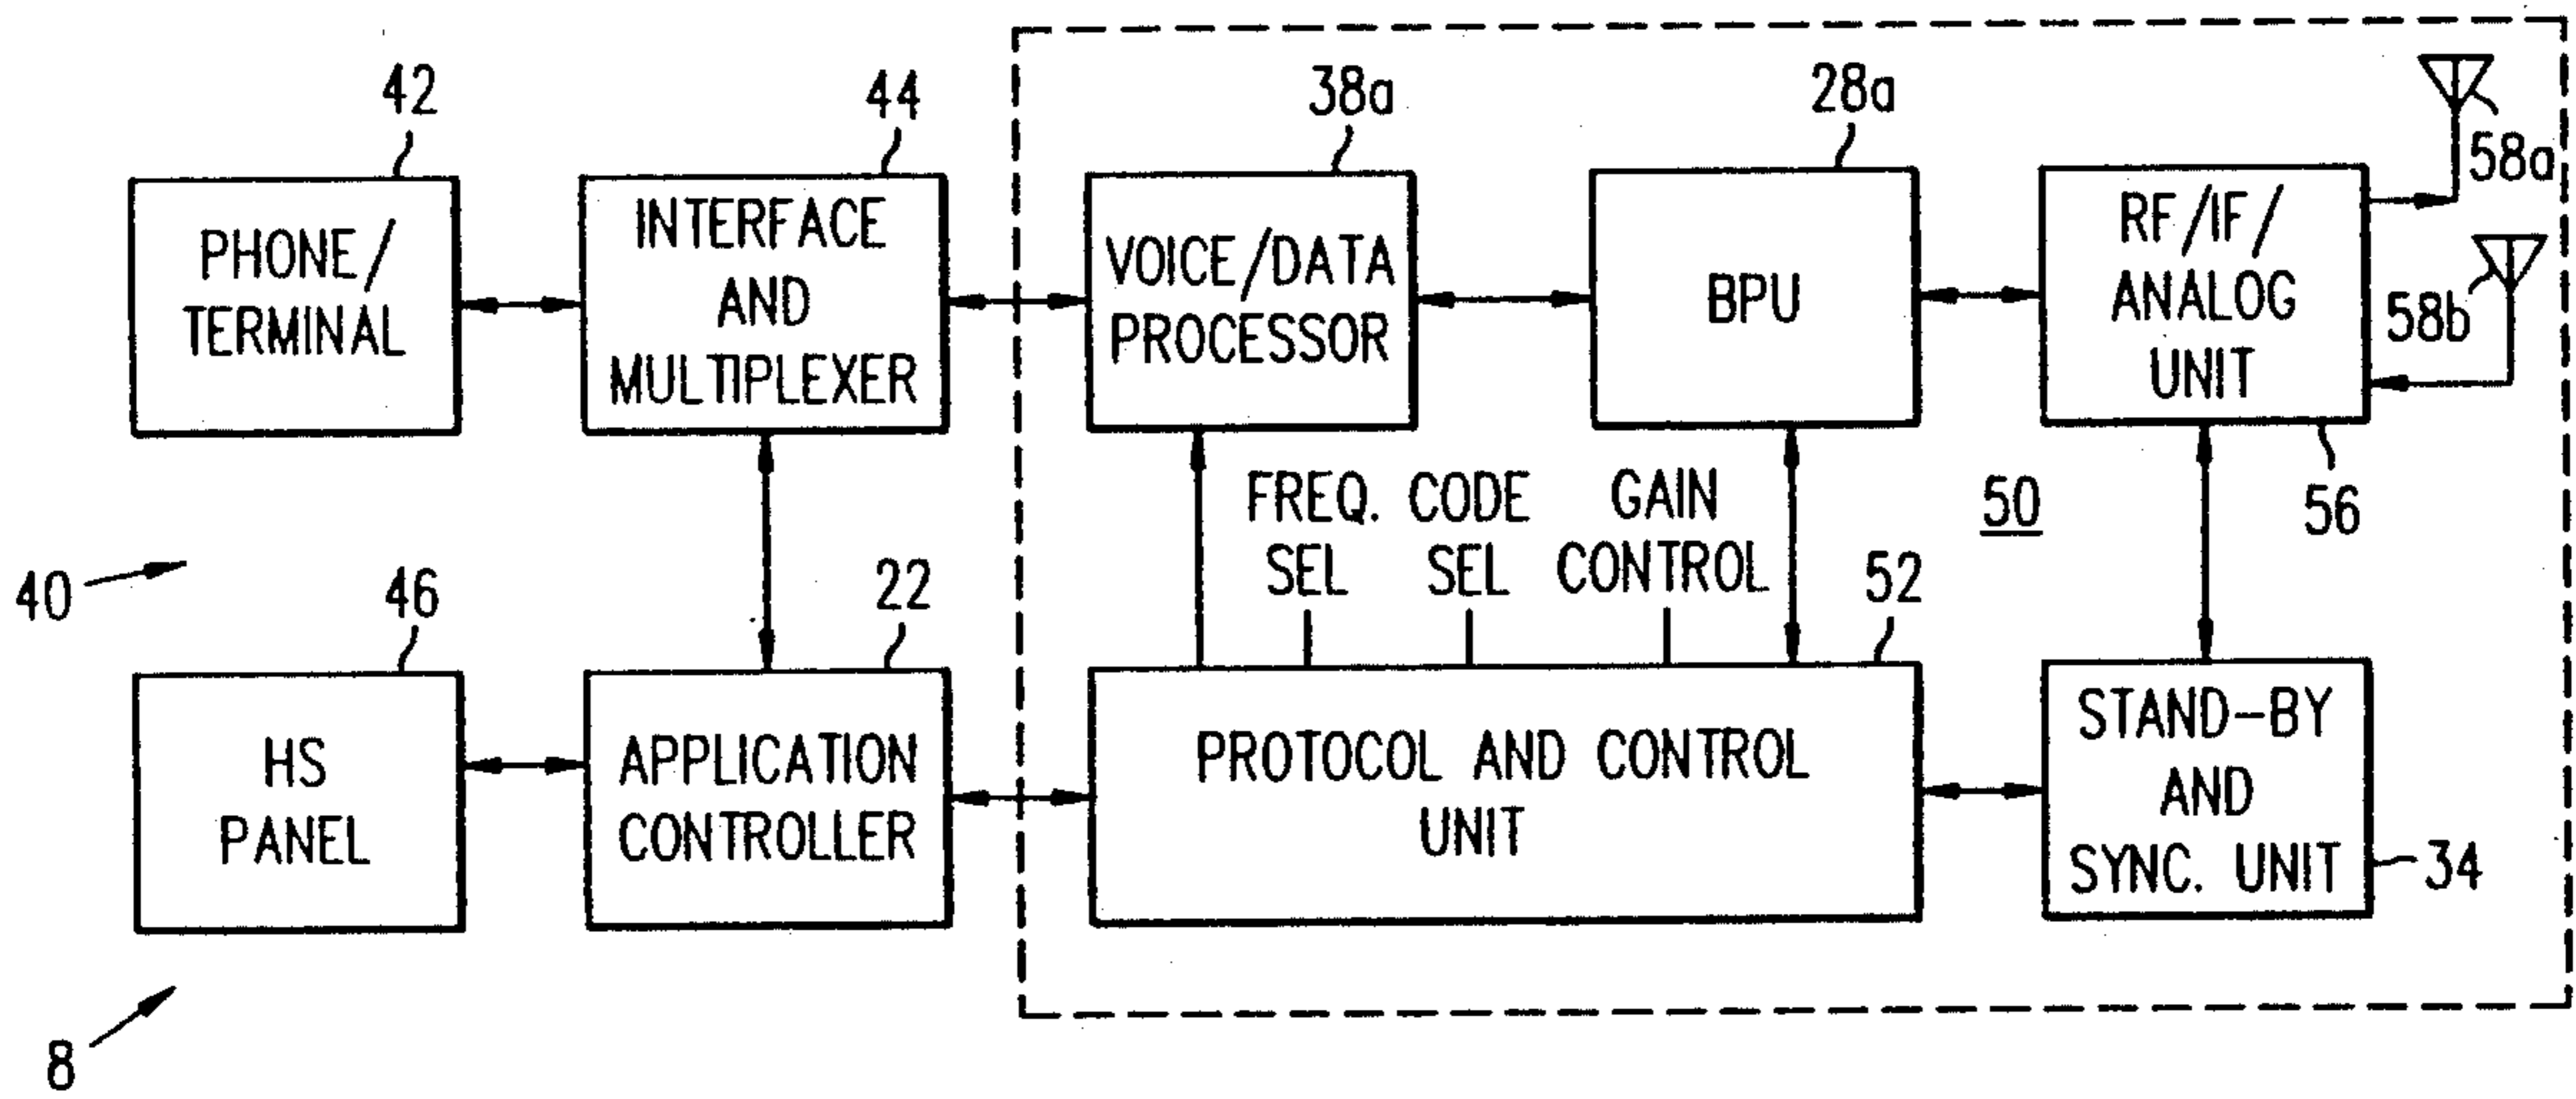 42
44
38a
28a
58a
PHONE/
TERMINAL
INTERFACE
AND
MULTIPLEXER
VOICE/DATA
PROCESSOR
BPU
RF/IF/
ANALOG
UNIT
58b
FREQ.
SEL
CODE
SEL
GAIN
CONTROL
50
56
40
46
22
52
HS
PANEL
APPLICATION
CONTROLLER
PROTOCOL AND CONTROL
UNIT
STAND-BY
AND
SYNC. UNIT
34
8